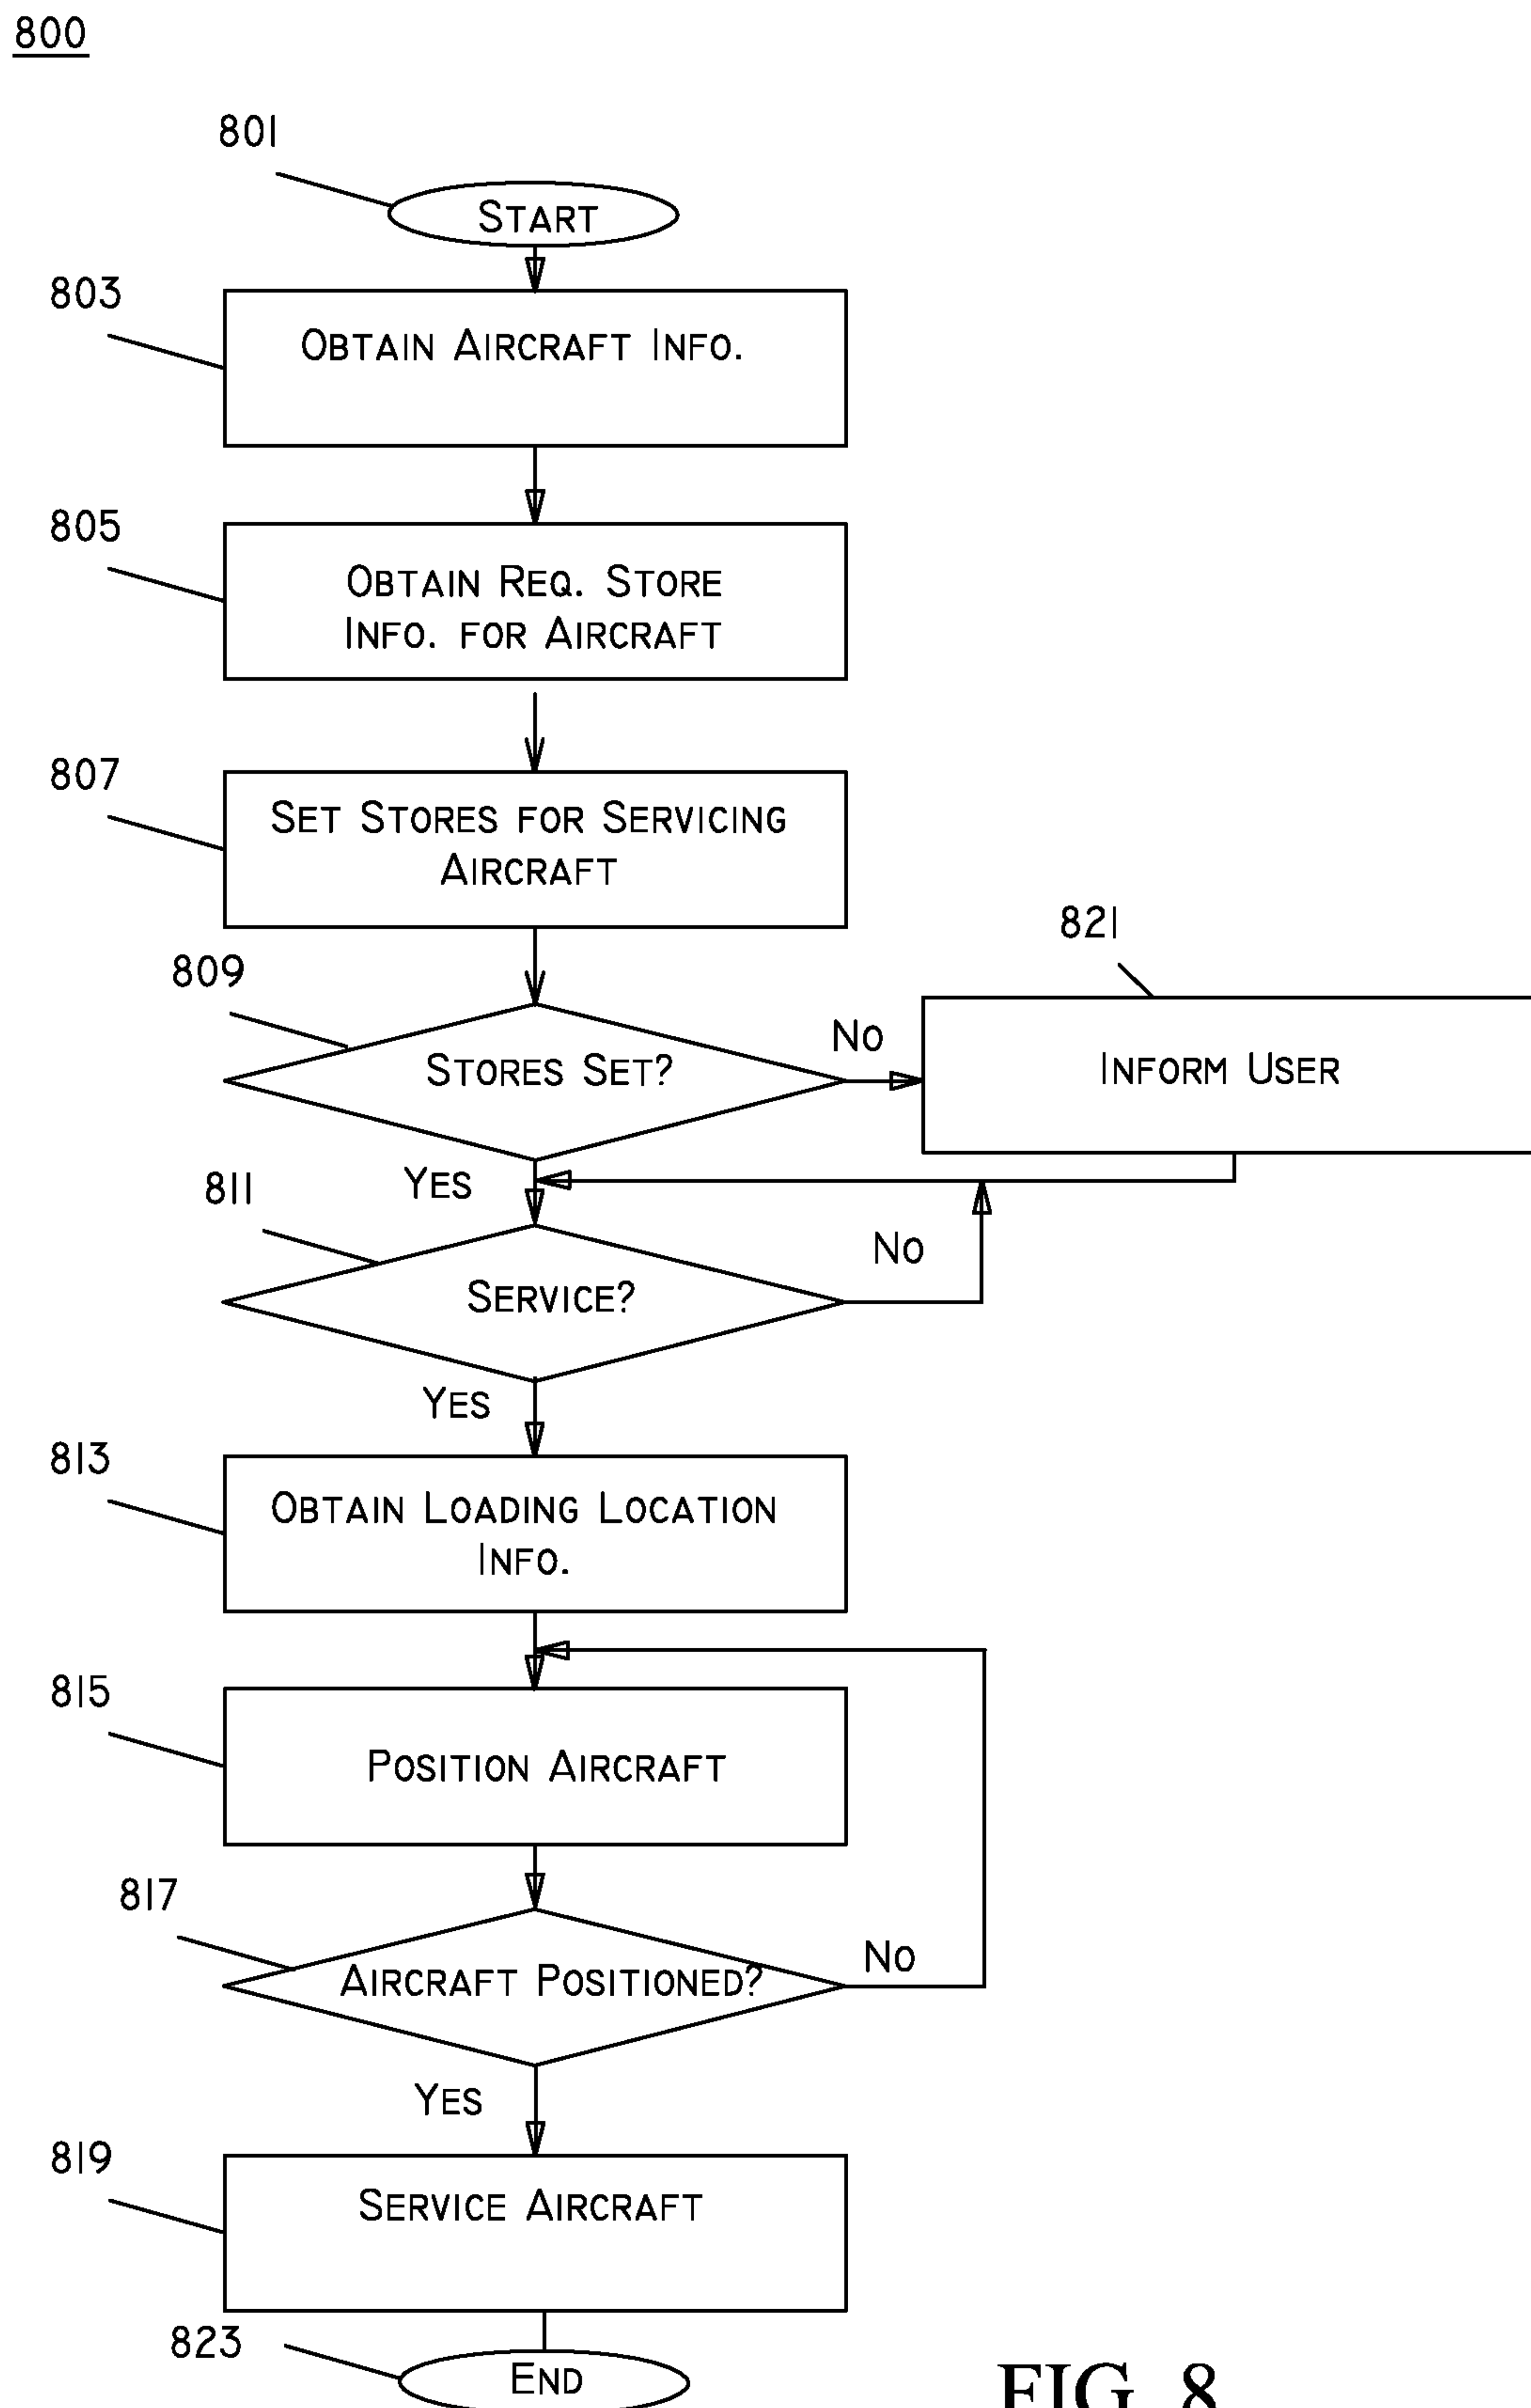 800
801
START
803
OBTAIN AIRCRAFT INFO.
805
OBTAIN REQ. STORE
INFO. FOR AIRCRAFT
807
SET STORES FOR SERVICING
AIRCRAFT
821
809
NO
STORES SET?
INFORM USER
YES
811
NO
SERVICE?
YES
813
OBTAIN LOADING LOCATION
INFO.
815
POSITION AIRCRAFT
817
NO
AIRCRAFT POSITIONED?
YES
819
SERVICE AIRCRAFT
823
END
FIG. 8